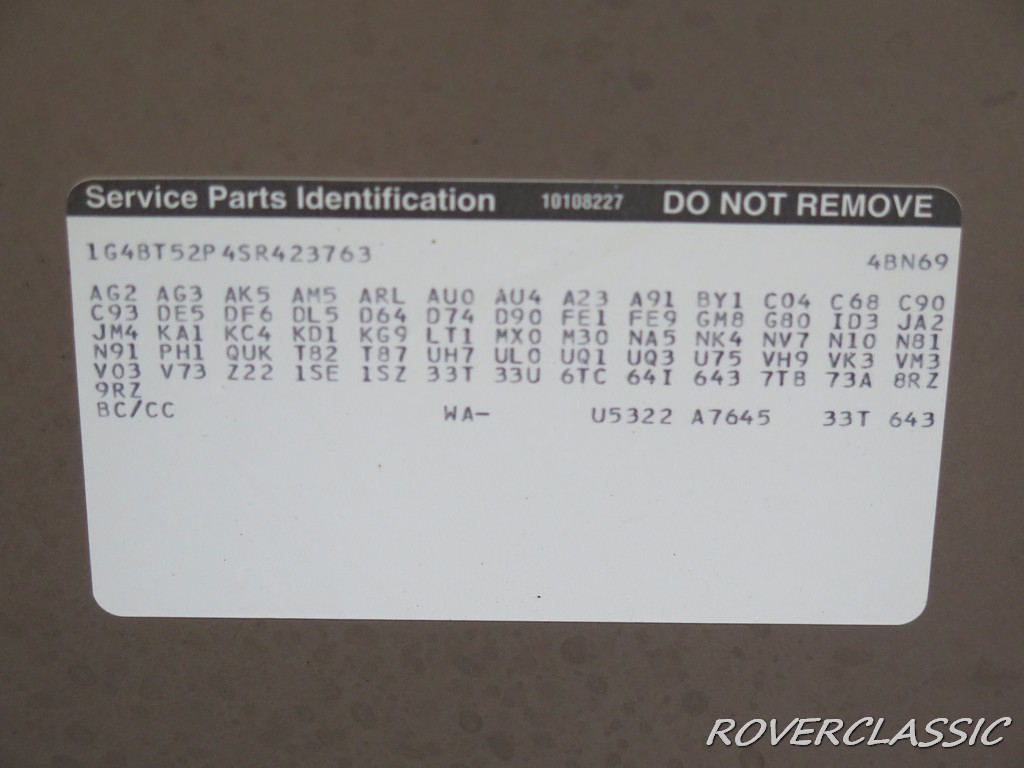 Service Parts Identification 10108227 DO NOT REMOVE
1G4BT52P4SR423763 4BN69
AG2 AG3 AK5 AM5 ARL AU0 AU4 A23 A91 BY1 C04 C68 C90
C93 DE5 DF6 DL5 D64 D74 D90 FE1 FE9 GM8 G80 ID3 JA2
JM4 KA1 KC4 KD1 KG9 LT1 MX0 M30 NA5 NK4 NV7 N10 N81
N91 PH1 QUK T82 T87 UH7 UL0 UQ1 UQ3 U75 VH9 VK3 VM3
V03 V73 Z22 1SE 1SZ 33T 33U 6TC 64I 643 7TB 73A 8RZ
9RZ
BC/CC WA- U5322 A7645 33T 643
ROVERCLASSIC